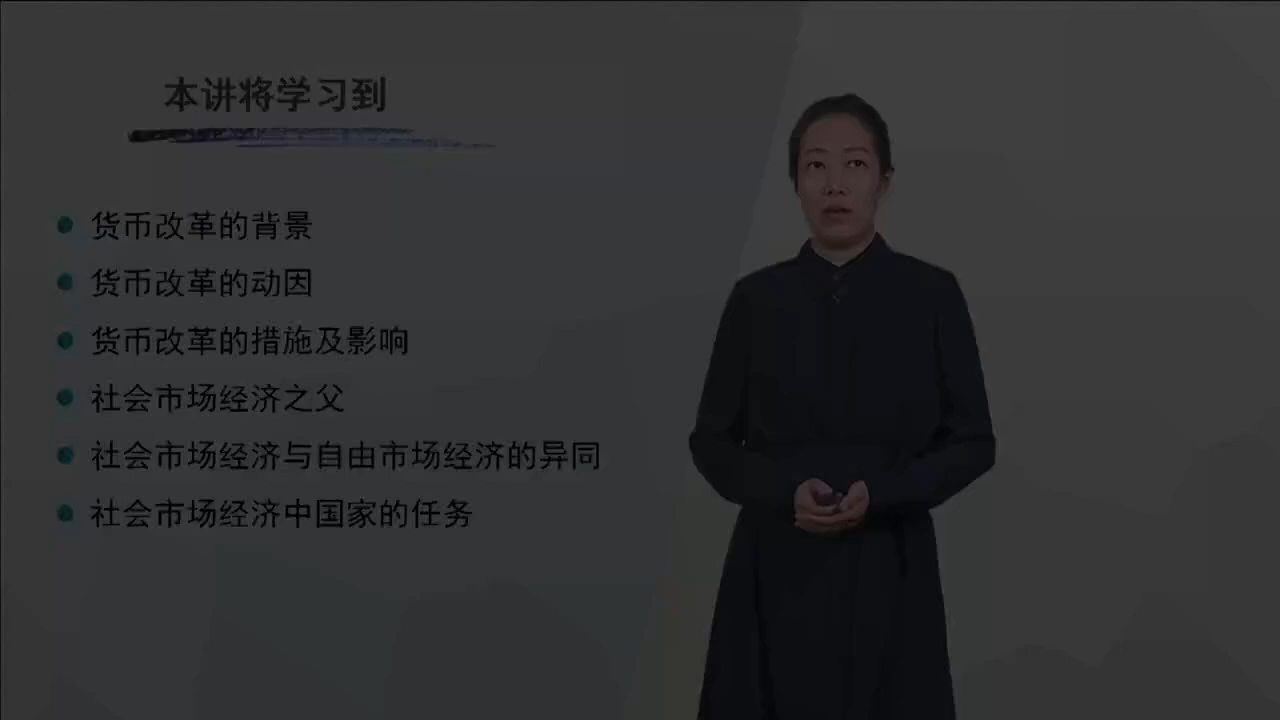 本讲将学习到
货币改革的背景
货币改革的动因
货币改革的措施及影响
社会市场经济之父
社会市场经济与自由市场经济的异同
社会市场经济中国家的任务